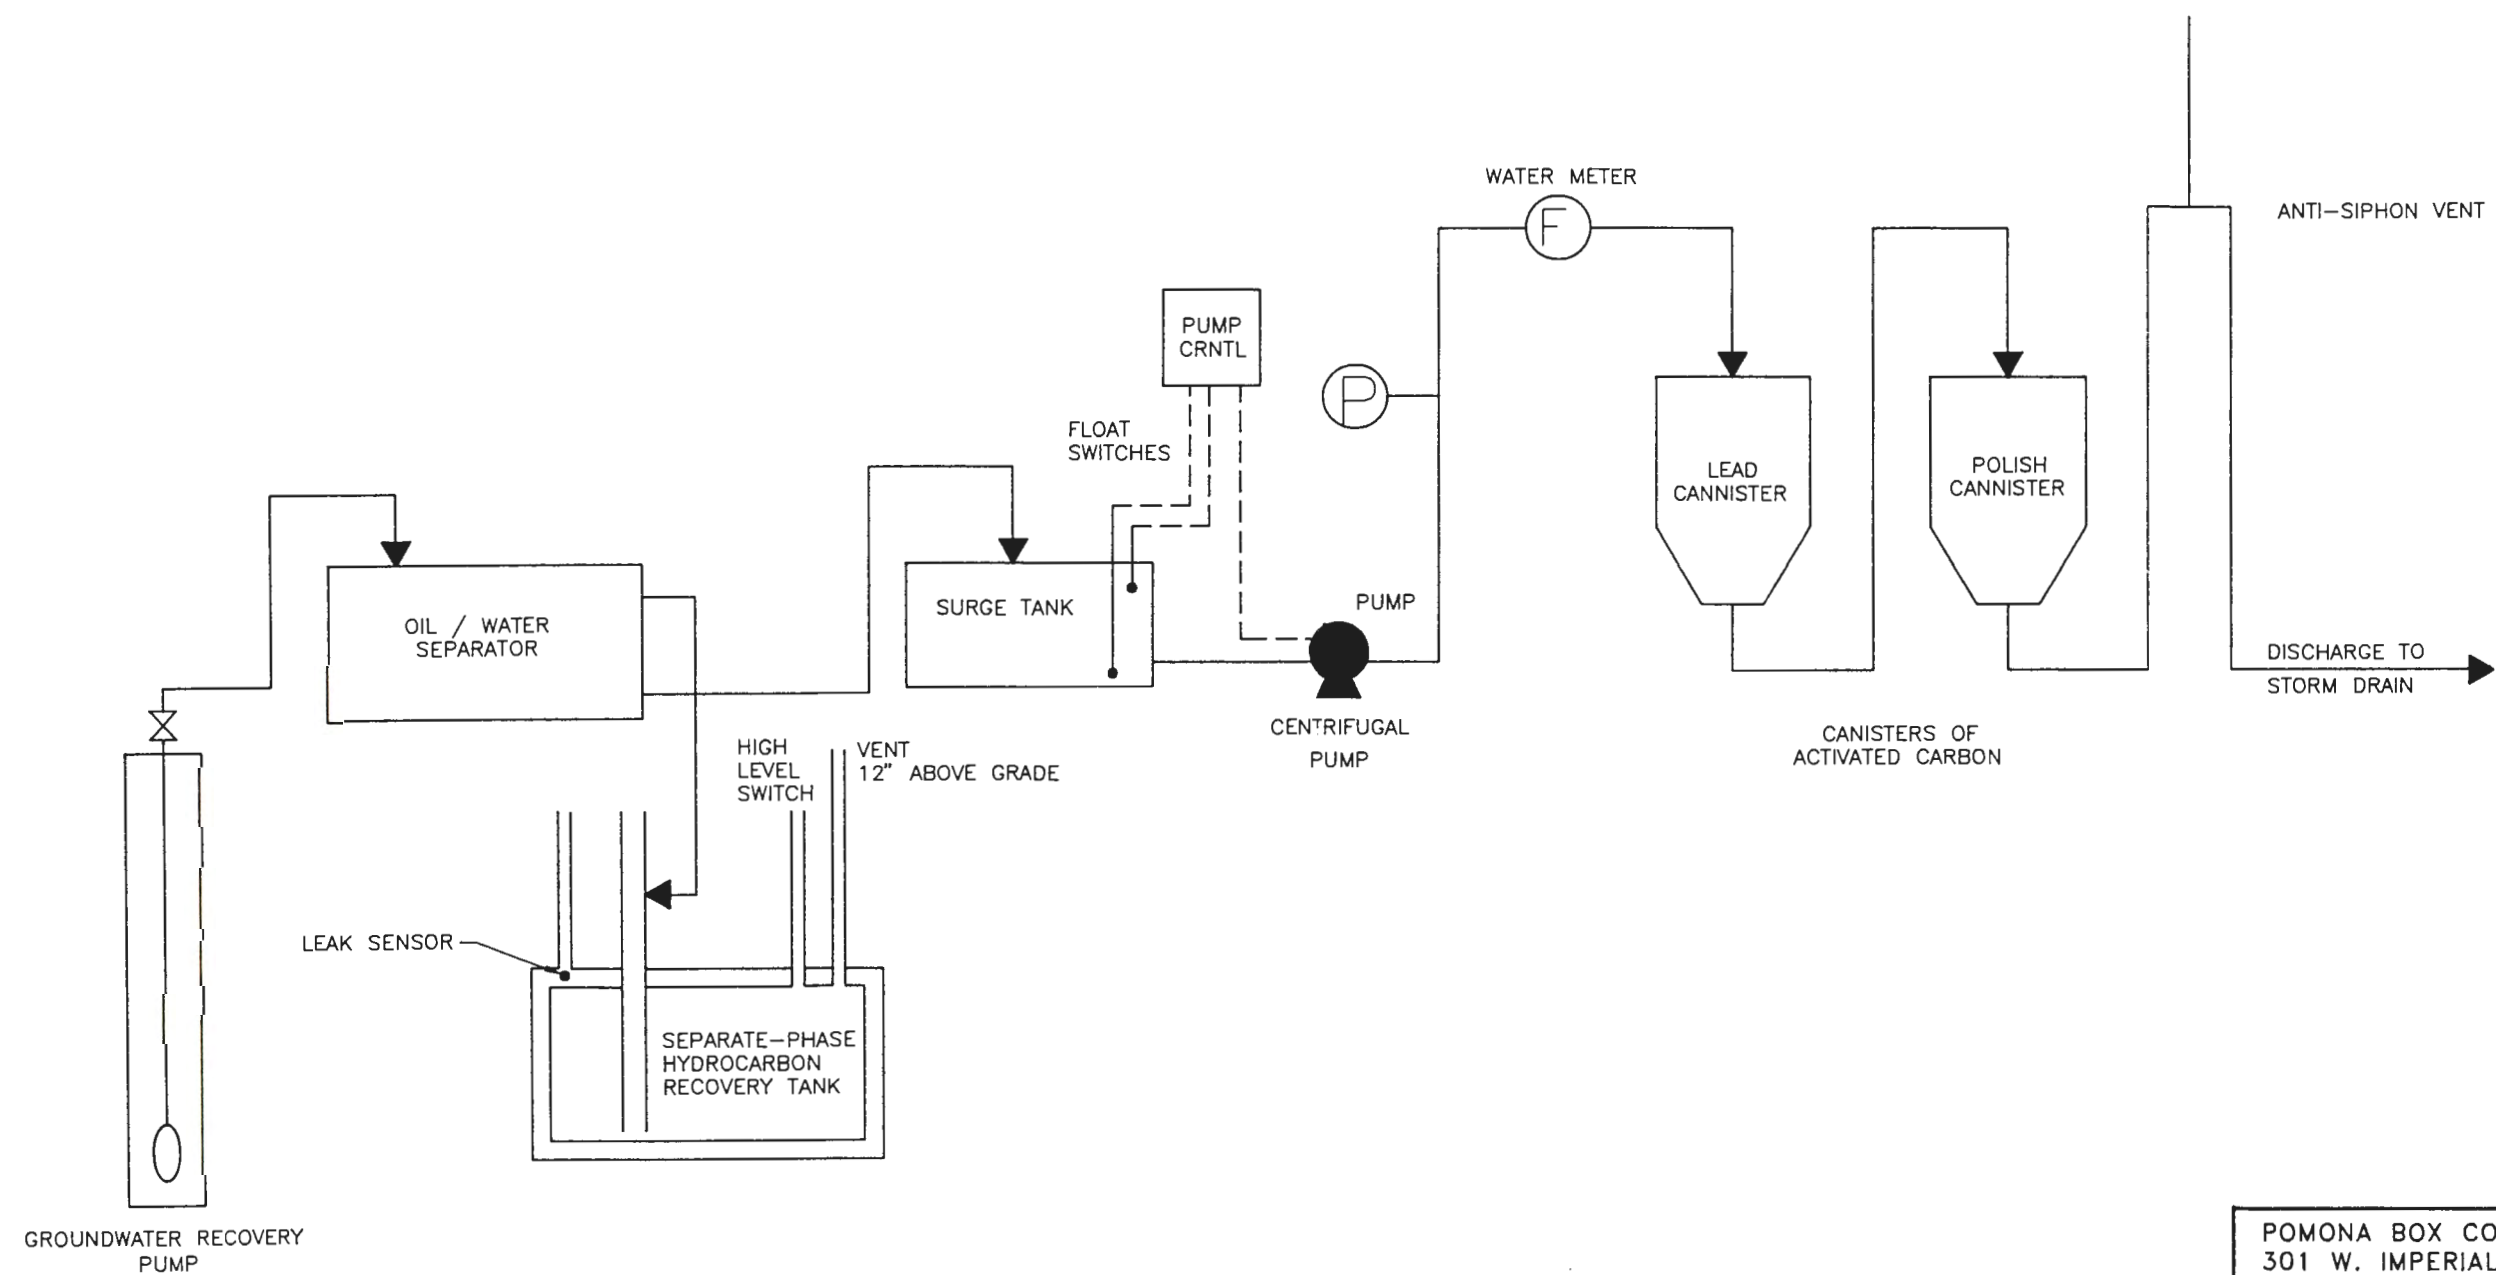 WATER METER
F
ANTI-SIPHON VENT
PUMP
CRNTL
P
FLOAT
SWITCHES
LEAD
CANNISTER
POLISH
CANNISTER
OIL / WATER
SEPARATOR
SURGE TANK
PUMP
DISCHARGE TO
STORM DRAIN
CENTRIFUGAL
PUMP
CANISTERS OF
ACTIVATED CARBON
HIGH
LEVEL
SWITCH
VENT
12" ABOVE GRADE
LEAK SENSOR
SEPARATE-PHASE
HYDROCARBON
RECOVERY TANK
GROUNDWATER RECOVERY
PUMP
POMONA BOX CO
301 W. IMPERIAL